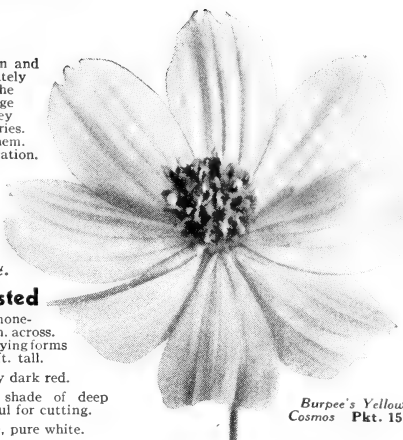 n and
ately
he
ge
ey
ries.
hem.
ation.
t.
sted
none-
n. across.
ying forms
t. tall.
y dark red.
shade of deep
ul for cutting.
, pure white.
Burpee's Yellow
Cosmos Pkt. 15